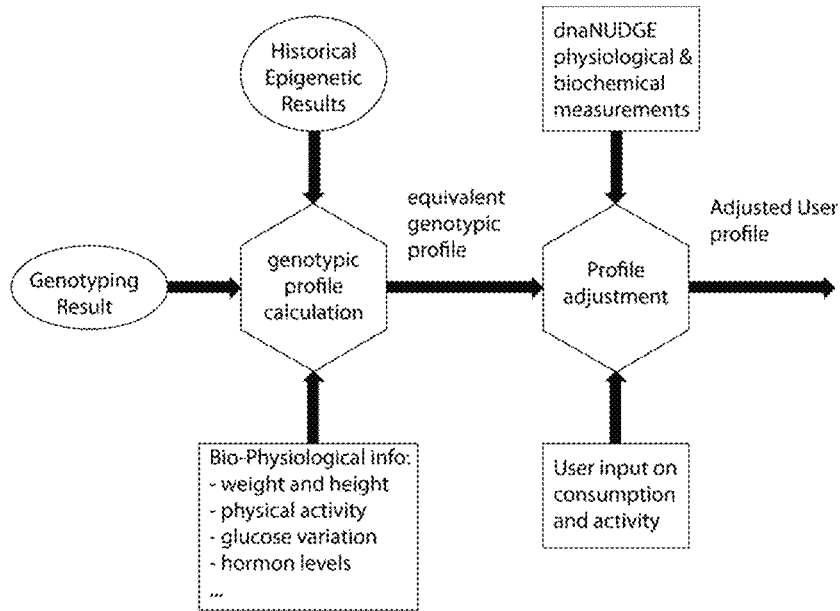 Historical
Epigenetic
Results
dnaNUDGE
physiological &
biochemical
measurements
equivalent
genotypic
profile
Adjusted User
profile
Genotyping
Result
genotypic
profile
calculation
Profile
adjustment
Bio-Physiological info:
- weight and height
- physical activity
- glucose variation
- hormon levels
...
User input on
consumption
and activity